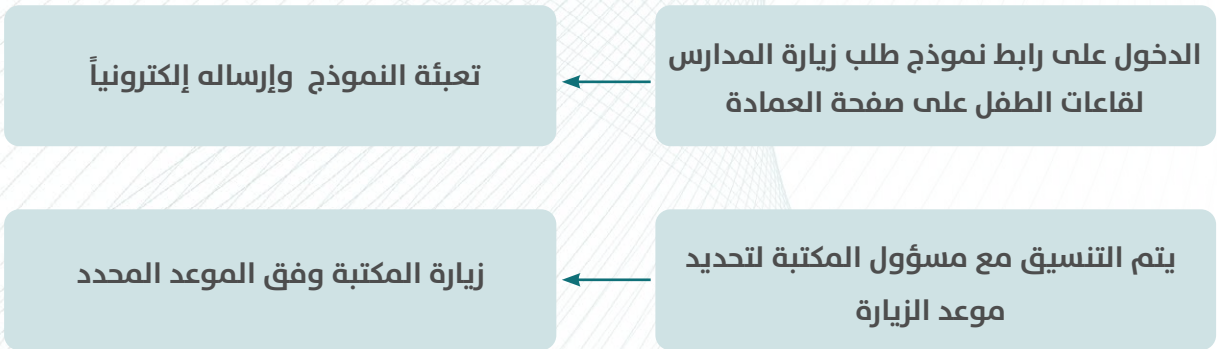 الدخول على رابط نموذج طلب زيارة المدارس
لقاعات الطفل على صفحة العمادة
تعبئة النموذج وإرساله إلكترونياً
يتم التنسيق مع مسؤول المكتبة لتحديد
موعد الزيارة
زيارة المكتبة وفق الموعد المحدد